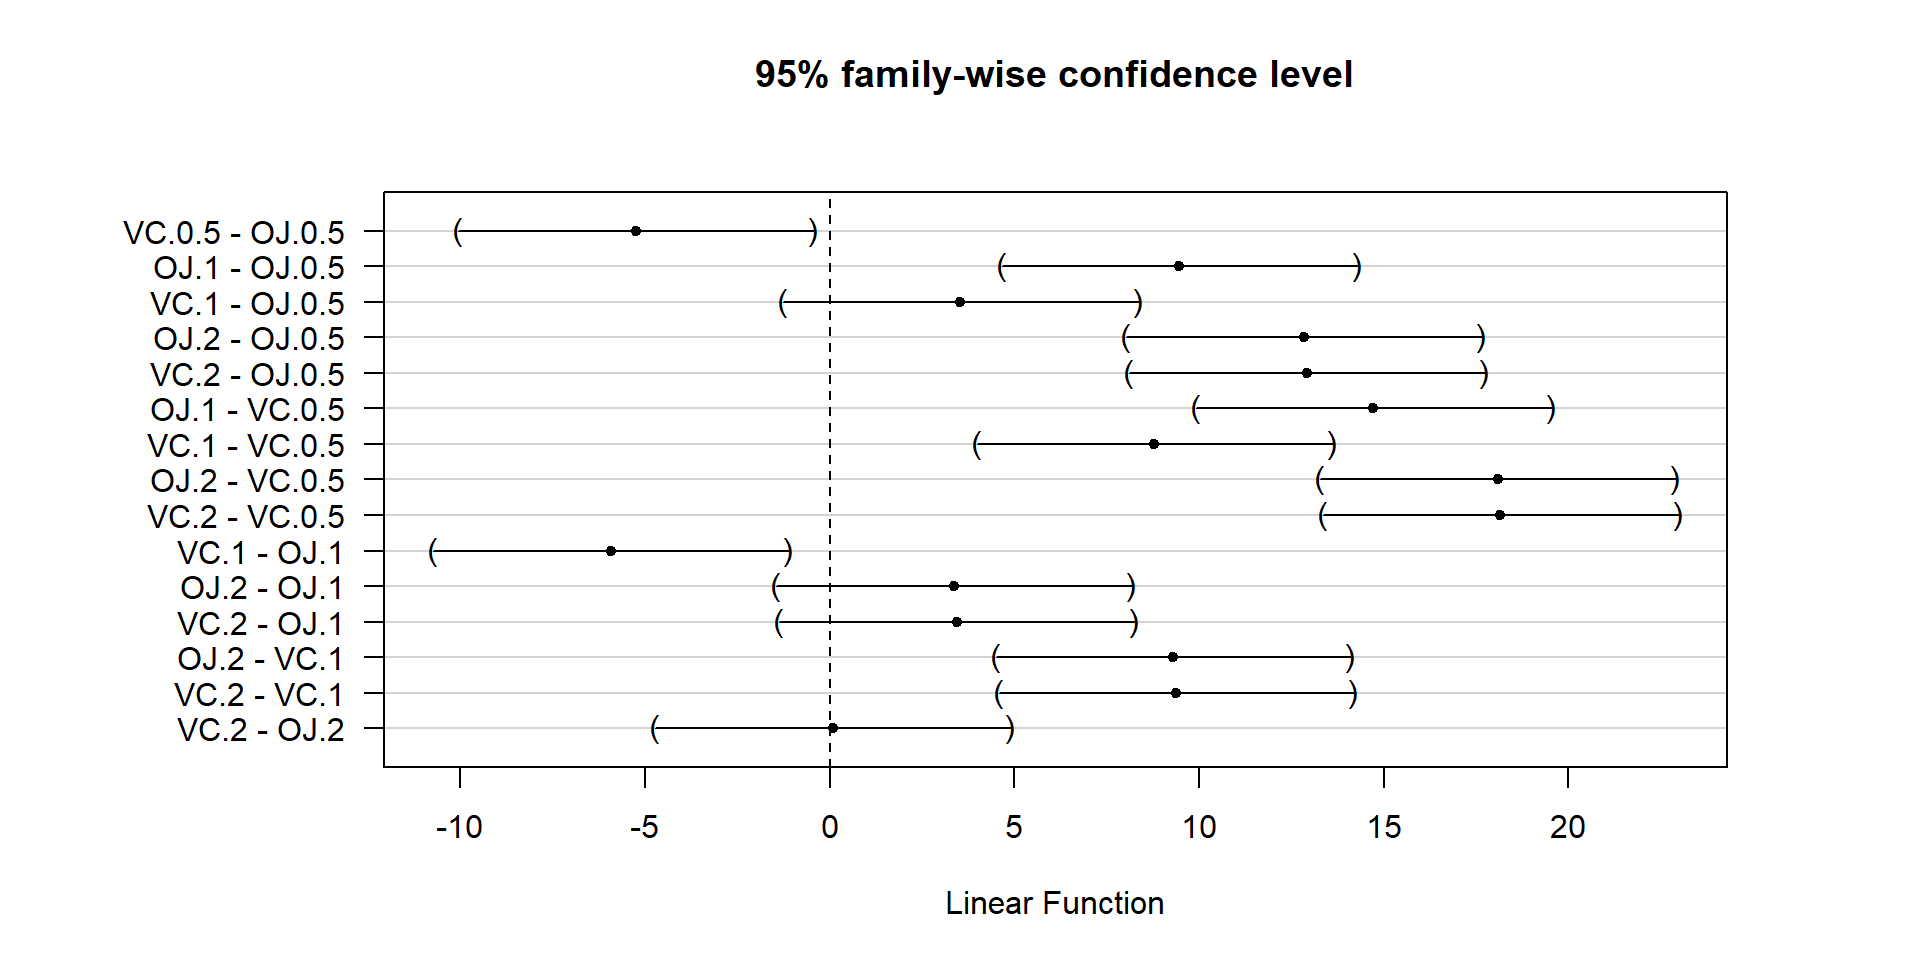 95% family-wise confidence level
VC.0.5 - OJ.0.5
OJ.1 - OJ.0.5
VC.1 - OJ.0.5
OJ.2 - OJ.0.5
VC.2 - OJ.0.5
OJ.1 - VC.0.5
VC.1 - VC.0.5
OJ.2 - VC.0.5
VC.2 - VC.0.5
VC.1 - OJ.1
OJ.2 - OJ.1
VC.2 - OJ.1
OJ.2 - VC.1
VC.2 - VC.1
VC.2 - OJ.2
-10 -5 0 5 10 15 20
Linear Function